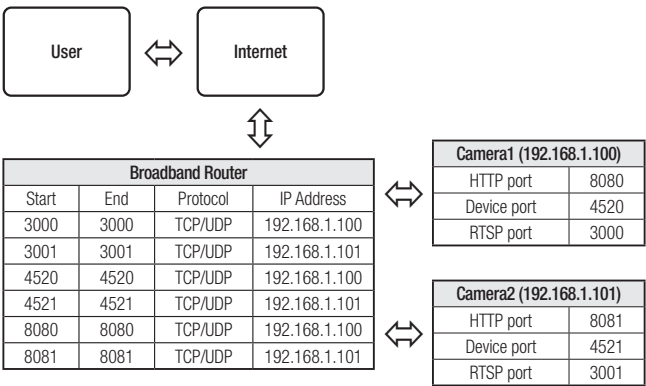 User
Internet
Broadband Router
Start End Protocol IP Address
3000 3000 TCP/UDP 192.168.1.100
3001 3001 TCP/UDP 192.168.1.101
4520 4520 TCP/UDP 192.168.1.100
4521 4521 TCP/UDP 192.168.1.101
8080 8080 TCP/UDP 192.168.1.100
8081 8081 TCP/UDP 192.168.1.101
Camera1 (192.168.1.100)
HTTP port 8080
Device port 4520
RTSP port 3000
Camera2 (192.168.1.101)
HTTP port 8081
Device port 4521
RTSP port 3001